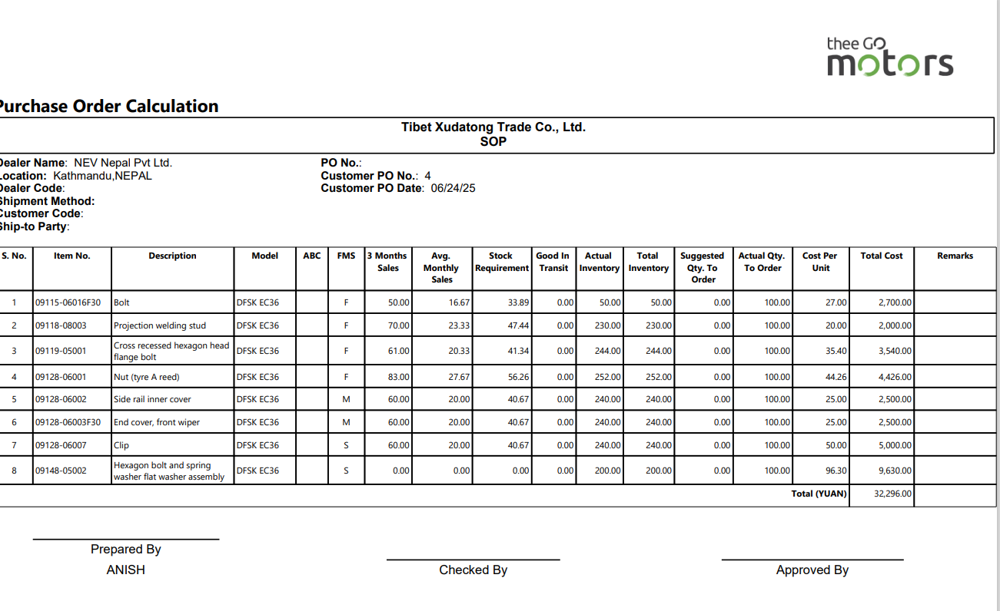 thee GO
motors
Purchase Order Calculation
Tibet Xudatong Trade Co., Ltd.
SOP
Dealer Name: NEV Nepal Pvt Ltd.
Location: Kathmandu,NEPAL
Dealer Code:
Shipment Method:
Customer Code:
Ship-to Party:
PO No.:
Customer PO No.: 4
Customer PO Date: 06/24/25
S. No. Item No. Description Model ABC FMS 3 Months Sales Avg. Monthly Sales Stock Requirement Good In Transit Actual Inventory Total Inventory Suggested Qty. To Order Actual Qty. To Order Cost Per Unit Total Cost Remarks
1 09115-06016F30 Bolt DFSK EC36 F 50.00 16.67 33.89 0.00 50.00 50.00 0.00 100.00 27.00 2,700.00
2 09118-08003 Projection welding stud DFSK EC36 F 70.00 23.33 47.44 0.00 230.00 230.00 0.00 100.00 20.00 2,000.00
3 09119-05001 Cross recessed hexagon head flange bolt DFSK EC36 F 61.00 20.33 41.34 0.00 244.00 244.00 0.00 100.00 35.40 3,540.00
4 09128-06001 Nut (tyre A reed) DFSK EC36 F 83.00 27.67 56.26 0.00 252.00 252.00 0.00 100.00 44.26 4,426.00
5 09128-06002 Side rail inner cover DFSK EC36 M 60.00 20.00 40.67 0.00 240.00 240.00 0.00 100.00 25.00 2,500.00
6 09128-06003F30 End cover, front wiper DFSK EC36 M 60.00 20.00 40.67 0.00 240.00 240.00 0.00 100.00 25.00 2,500.00
7 09128-06007 Clip DFSK EC36 S 60.00 20.00 40.67 0.00 240.00 240.00 0.00 100.00 50.00 5,000.00
8 09148-05002 Hexagon bolt and spring washer flat washer assembly DFSK EC36 S 0.00 0.00 0.00 0.00 200.00 200.00 0.00 100.00 96.30 9,630.00
Total (YUAN) 32,296.00
Prepared By
ANISH
Checked By
Approved By